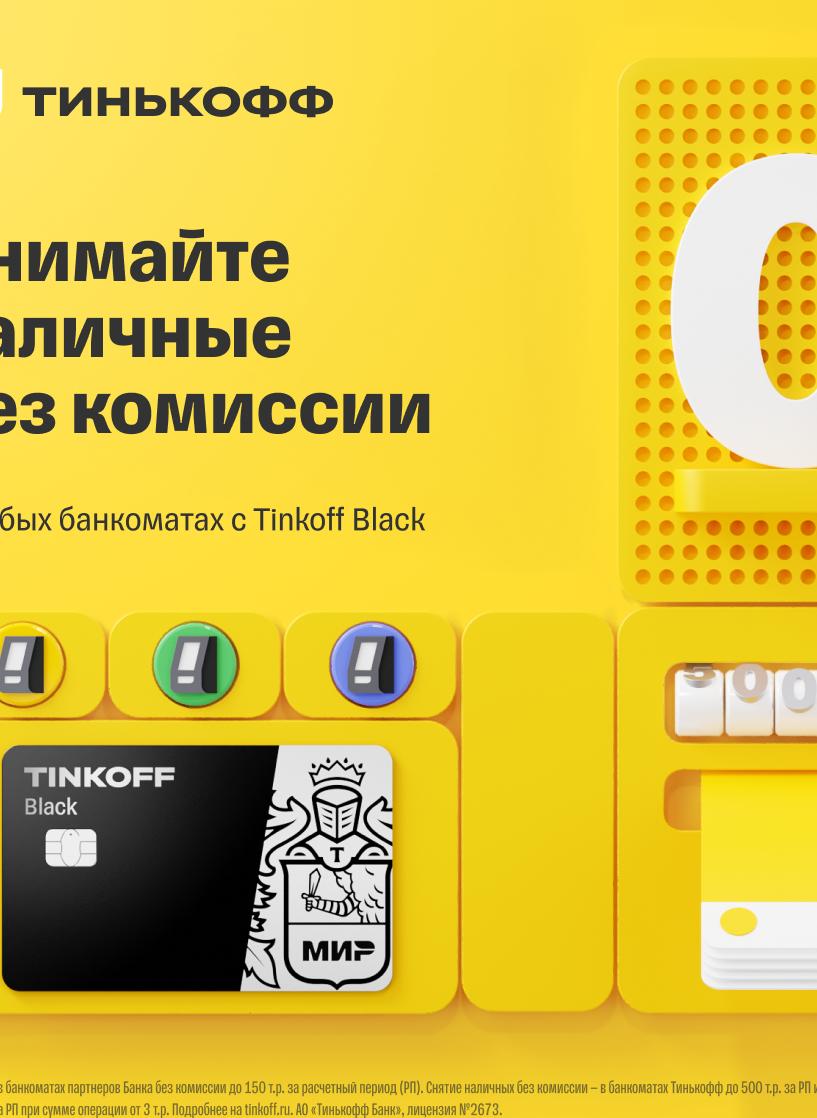 ТИНЬКОФФ
нимайте
аличные
ез комиссии
бых банкоматах с Tinkoff Black
0
500
TINKOFF
Black
Т
МИР
в банкоматах партнеров Банка без комиссии до 150 т.р. за расчетный период (РП). Снятие наличных без комиссии – в банкоматах Тинькофф до 500 т.р. за РП и
а РП при сумме операции от 3 т.р. Подробнее на tinkoff.ru. АО «Тинькофф Банк», лицензия №2673.